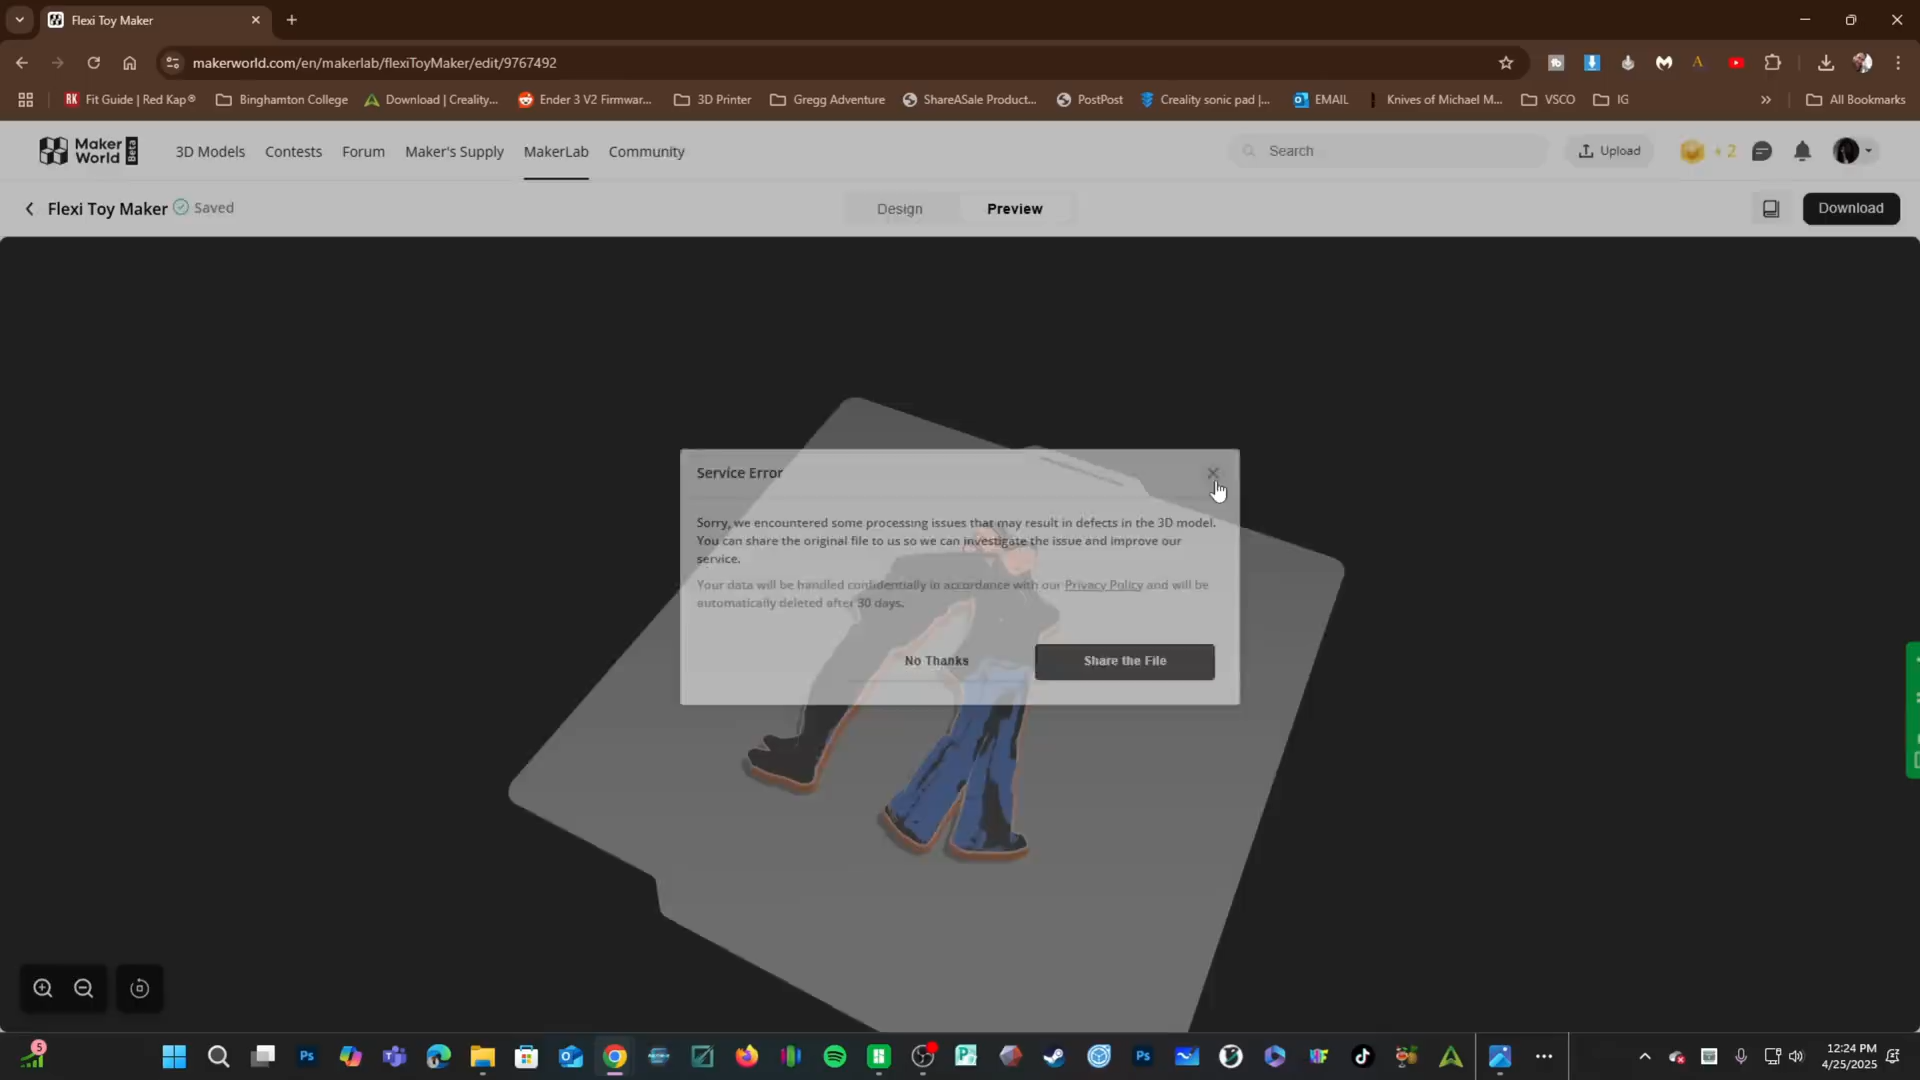 Flexi Toy Maker
makerworld.com/en/makerlab/flexiToyMaker/edit/9767492
RK Fit Guide | Red Kap® Binghamton College Download | Creality... Ender 3 V2 Firmwar... 3D Printer Gregg Adventure ShareASale Product... PostPost Creality sonic pad |... EMAIL Knives of Michael M... VSCO IG » All Bookmarks
Maker World Beta 3D Models Contests Forum Maker's Supply MakerLab Community Search Upload + 2
Flexi Toy Maker Saved Design Preview Download
Service Error
Sorry, we encountered some processing issues that may result in defects in the 3D model.
You can share the original file to us so we can investigate the issue and improve our
service.
Your data will be handled confidentially in accordance with our Privacy Policy and will be
automatically deleted after 30 days.
No Thanks Share the File
5
12:24 PM
4/25/2025